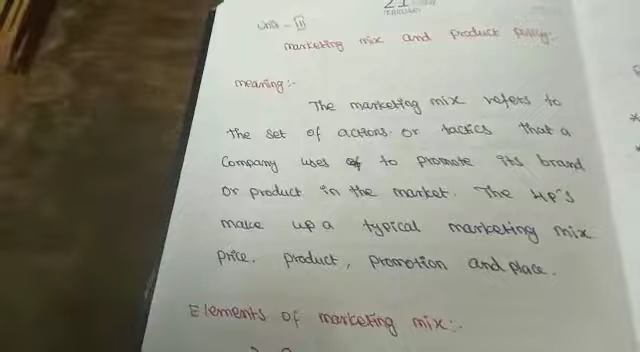 21
FEBRUARY
Unit - III
marketing mix and product policy:-
meaning:-
The marketing mix refers to
the set of actions or tactics that a
Company uses to promote its brand
or product in the market. The 4P's
make up a typical marketing mix
price, product, promotion and place.
Elements of marketing mix:-